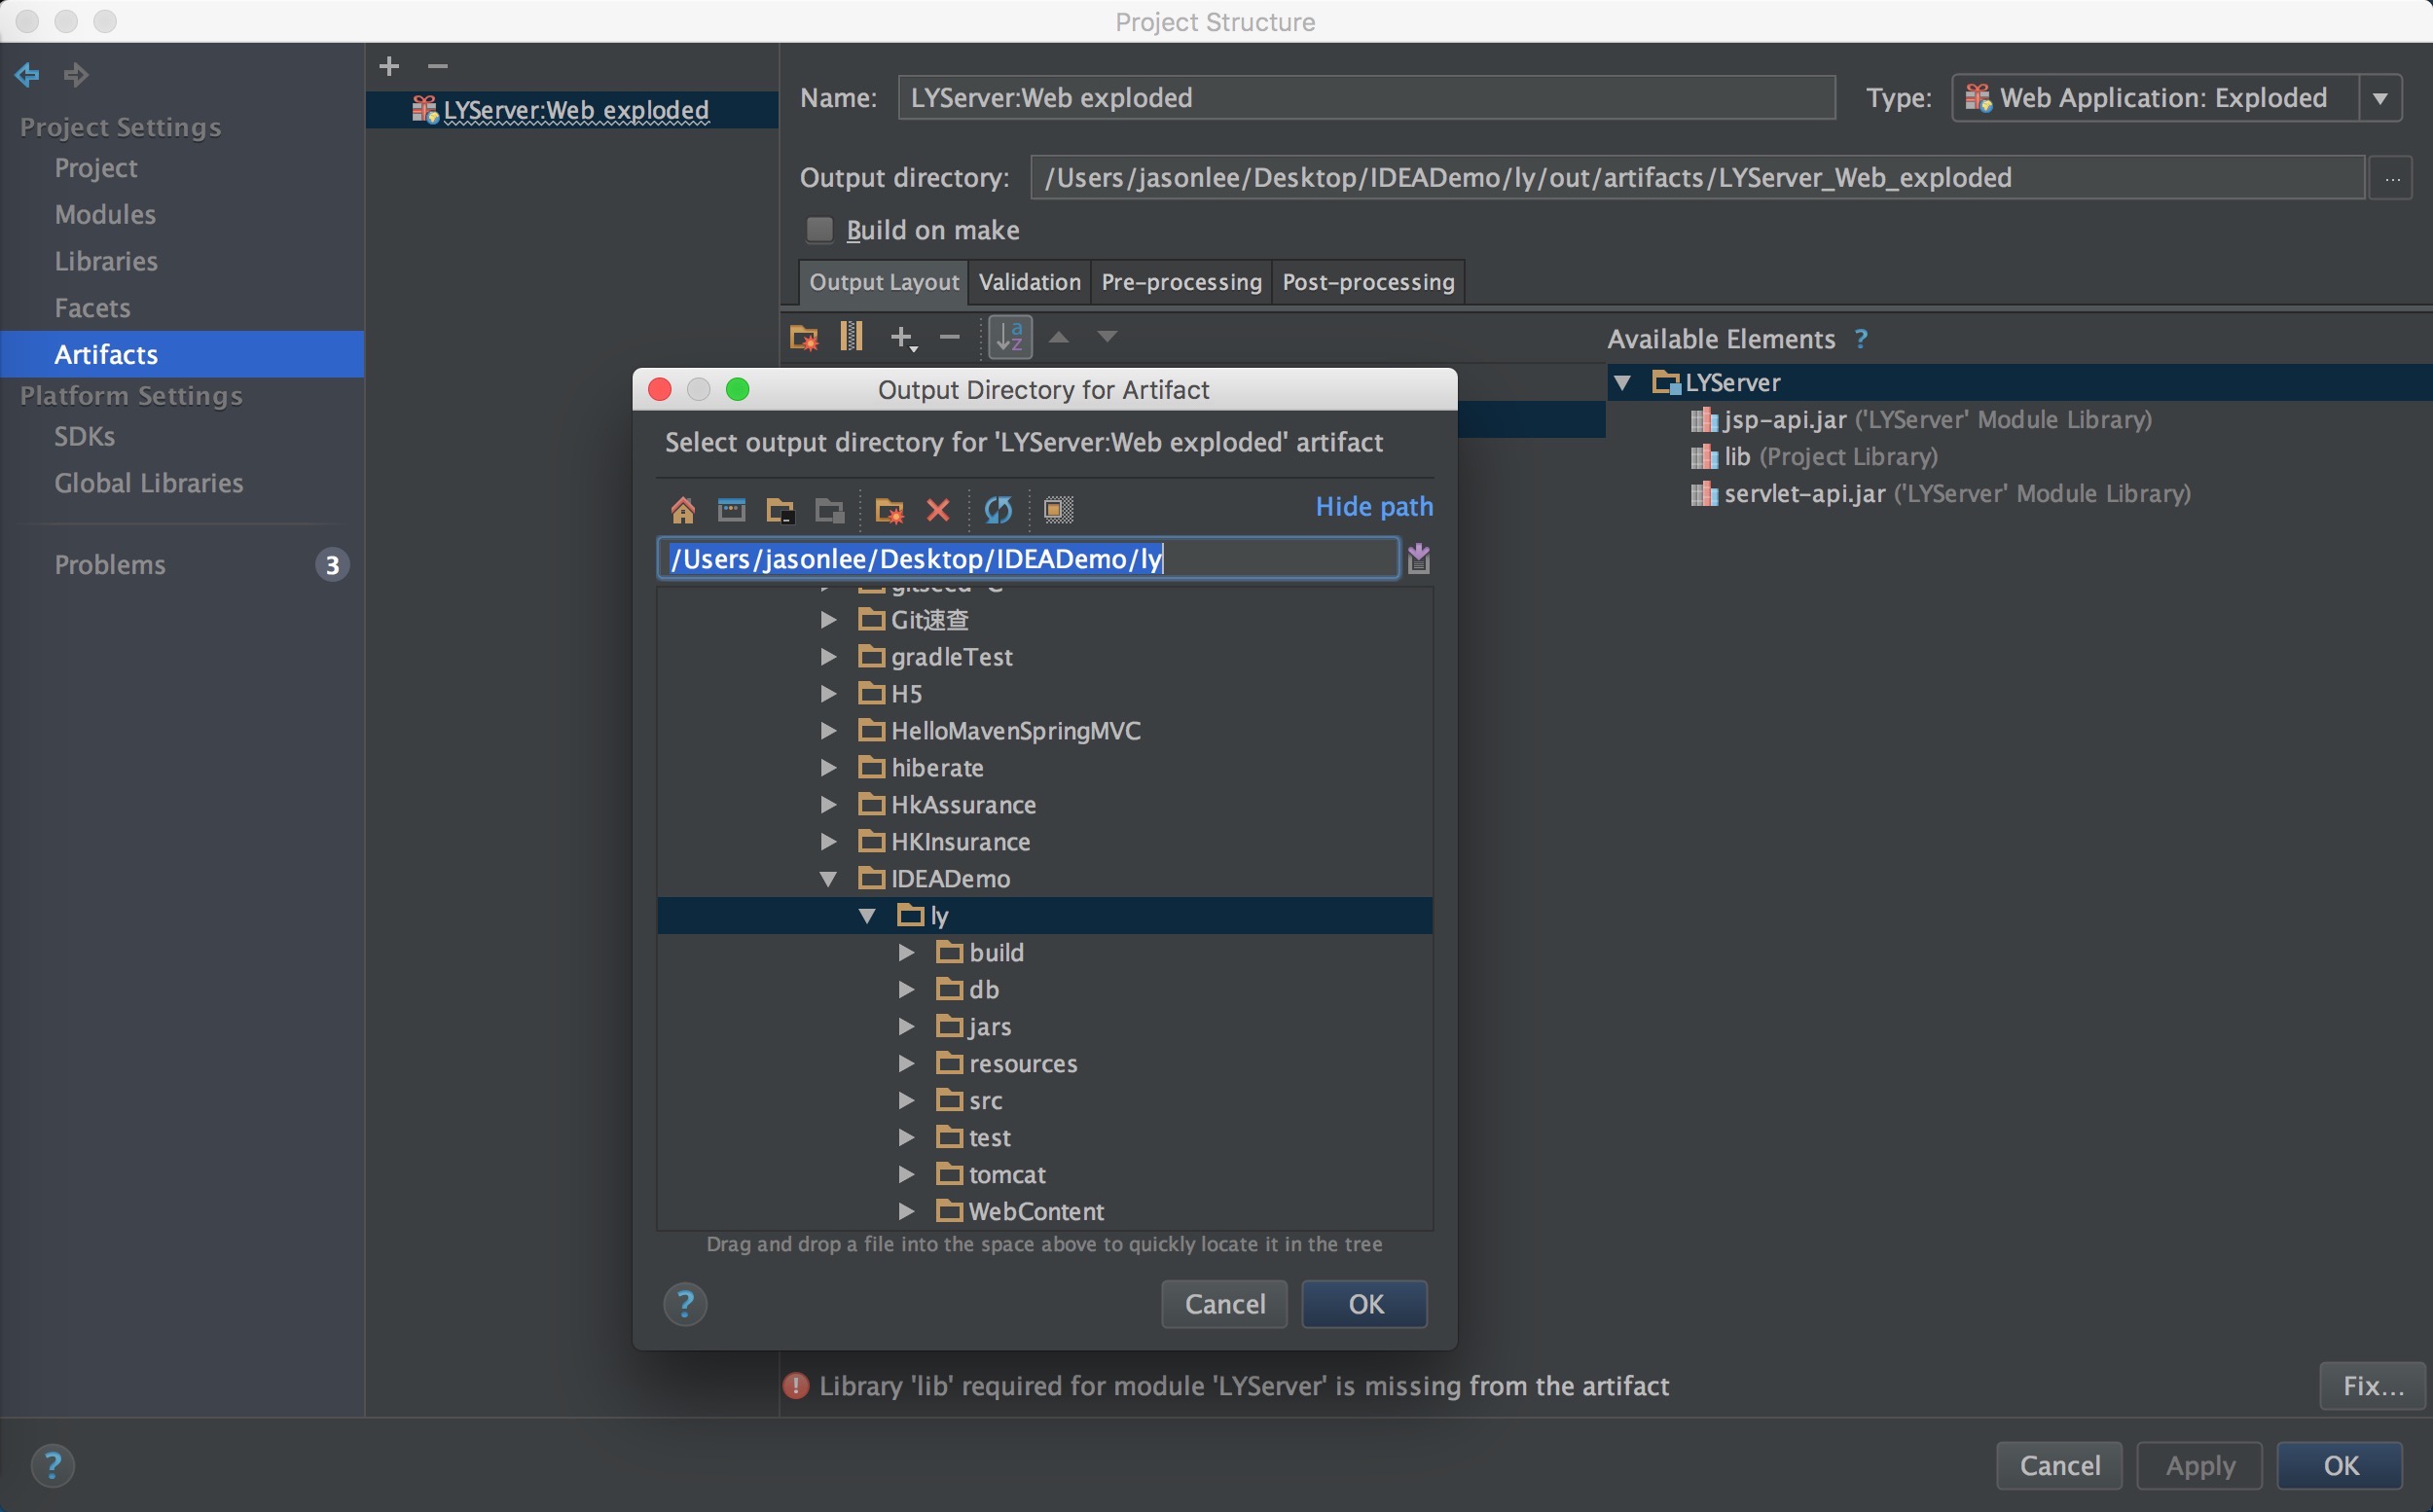 Project Structure
Project Settings
Project
Modules
Libraries
Facets
Artifacts
Platform Settings
SDKs
Global Libraries
Problems 3
LYServer:Web exploded
Name: LYServer:Web exploded Type: Web Application: Exploded
Output directory: /Users/jasonlee/Desktop/IDEADemo/ly/out/artifacts/LYServer_Web_exploded ...
Build on make
Output Layout Validation Pre-processing Post-processing
Available Elements ?
LYServer
jsp-api.jar ('LYServer' Module Library)
lib (Project Library)
servlet-api.jar ('LYServer' Module Library)
Output Directory for Artifact
Select output directory for 'LYServer:Web exploded' artifact
Hide path
/Users/jasonlee/Desktop/IDEADemo/ly
Git速查
gradleTest
H5
HelloMavenSpringMVC
hiberate
HkAssurance
HKInsurance
IDEADemo
ly
build
db
jars
resources
src
test
tomcat
WebContent
Drag and drop a file into the space above to quickly locate it in the tree
? Cancel OK
Library 'lib' required for module 'LYServer' is missing from the artifact Fix...
? Cancel Apply OK